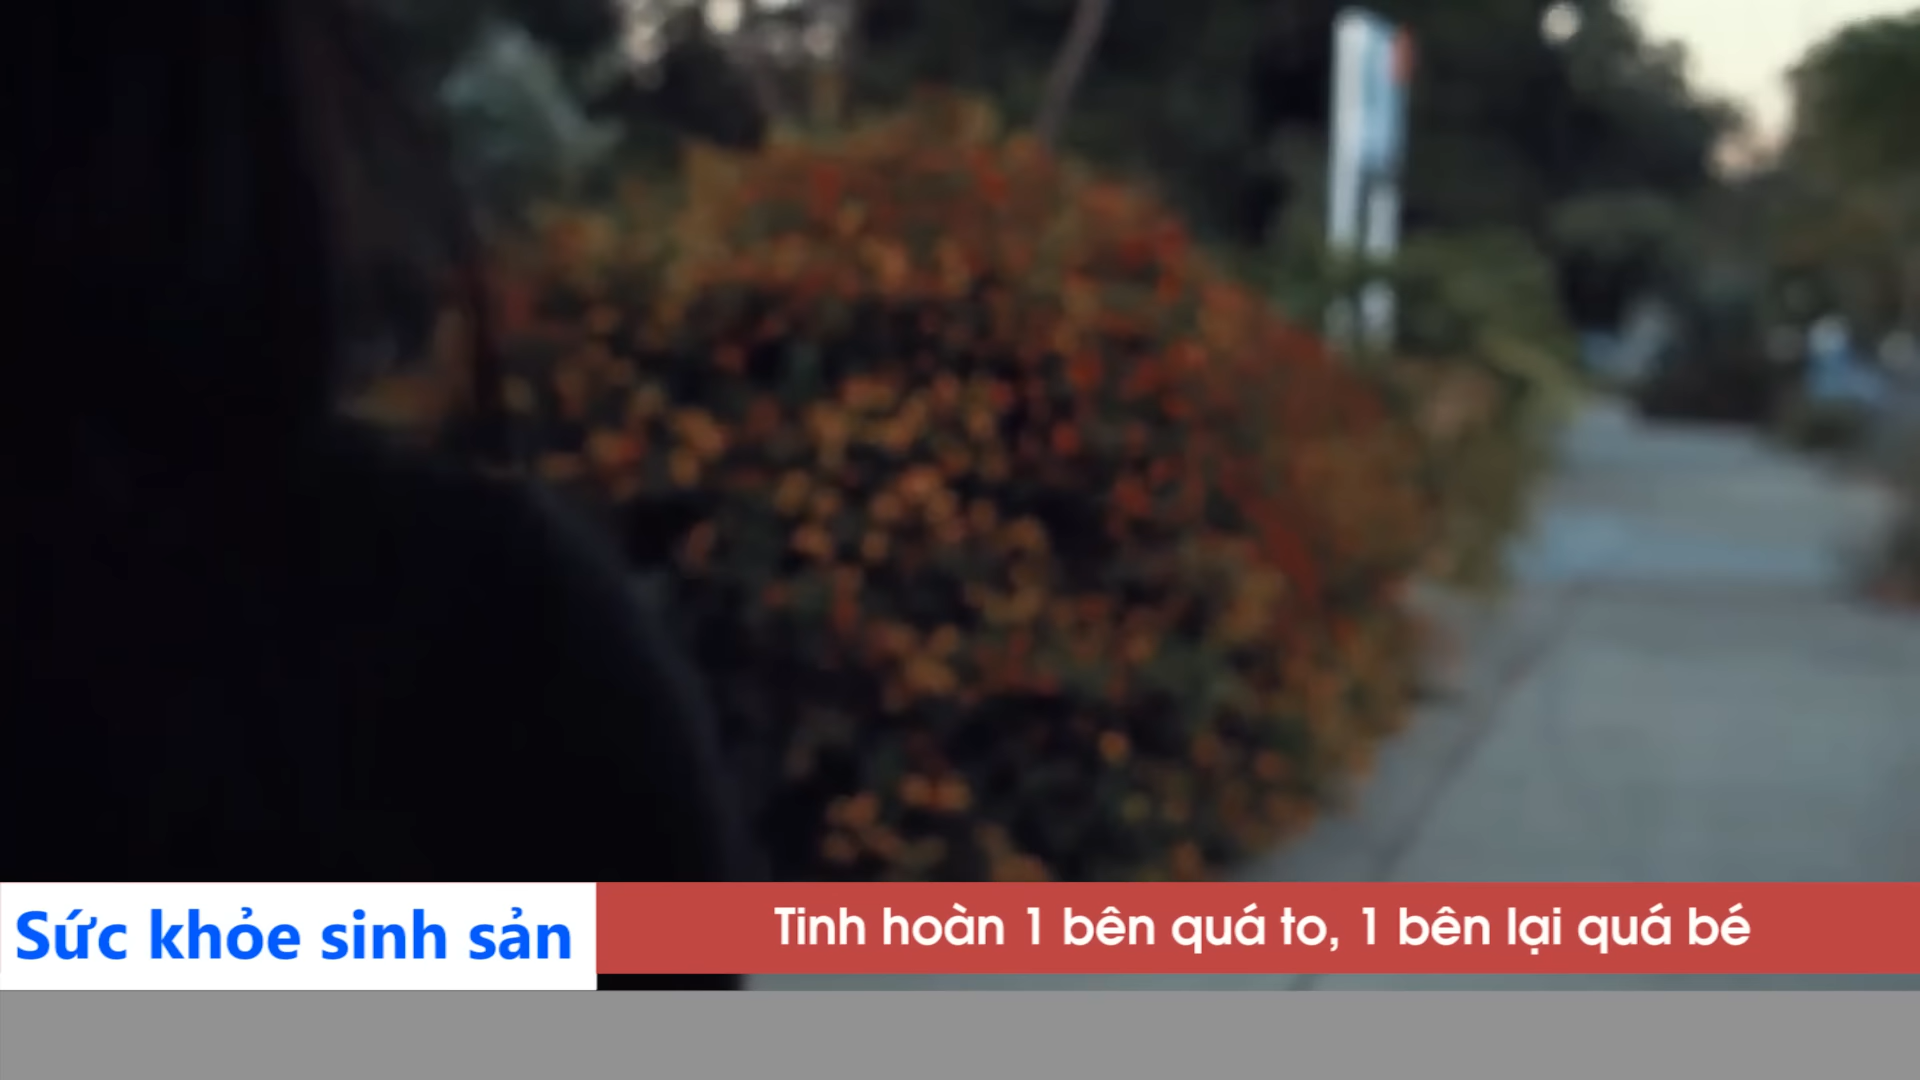 Sức khỏe sinh sản
Tinh hoàn 1 bên quá to, 1 bên lại quá bé